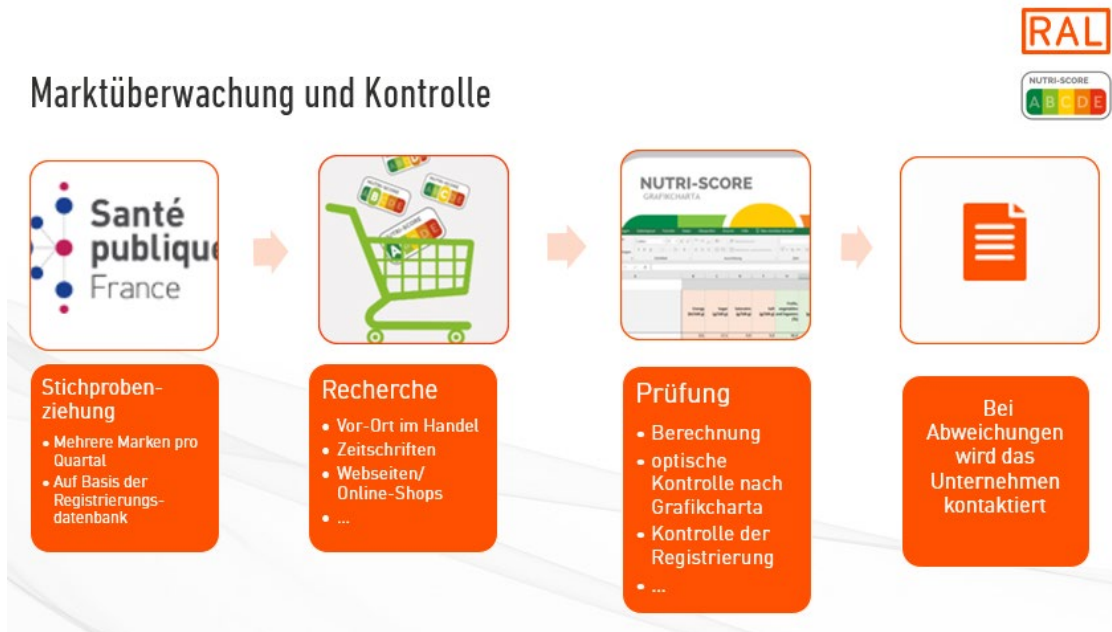 RAL
Marktüberwachung und Kontrolle
NUTRI-SCORE
A B C D E
Santé
publique
France
NUTRI-SCORE
GRAFIKCHARTA
Stichproben-
ziehung
• Mehrere Marken pro
Quartal
• Auf Basis der
Registrierungs-
datenbank
Recherche
• Vor-Ort im Handel
• Zeitschriften
• Webseiten/
Online-Shops
• ...
Prüfung
• Berechnung
• optische
Kontrolle nach
Grafikcharta
• Kontrolle der
Registrierung
• ...
Bei
Abweichungen
wird das
Unternehmen
kontaktiert